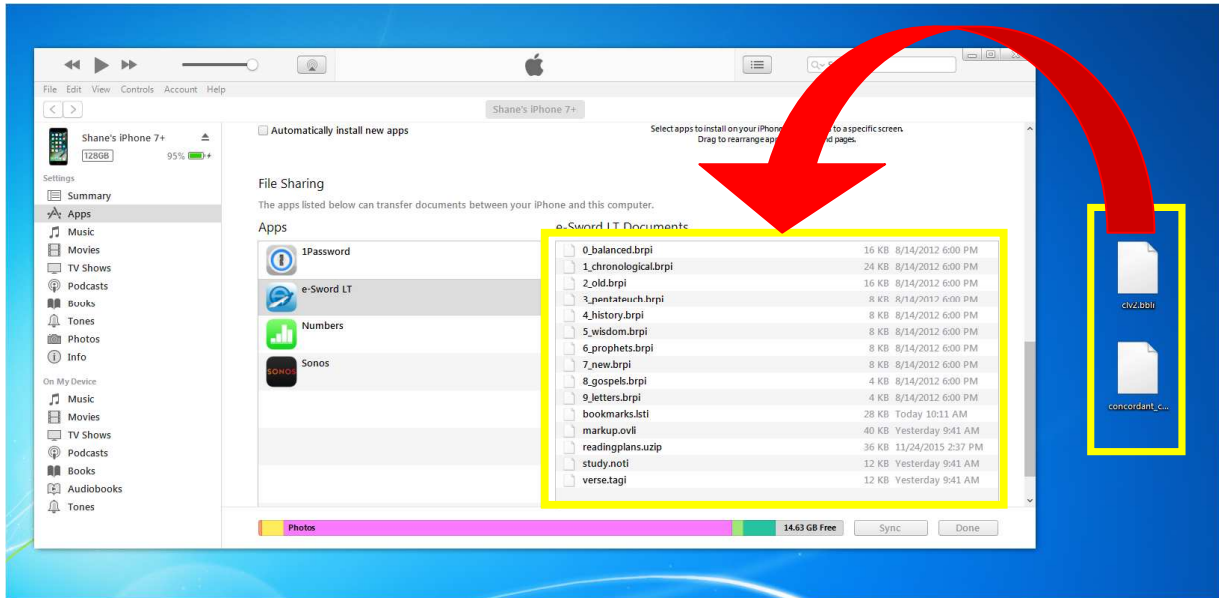 File Edit View Controls Account Help
Shane's iPhone 7+
Shane's iPhone 7+
128GB 95%
Settings
Summary
Apps
Music
Movies
TV Shows
Podcasts
Books
Tones
Photos
Info
On My Device
Music
Movies
TV Shows
Podcasts
Books
Audiobooks
Tones
Automatically install new apps
Select apps to install on your iPhone to a specific screen.
Drag to rearrange pages.
File Sharing
The apps listed below can transfer documents between your iPhone and this computer.
Apps
1Password
e-Sword LT
Numbers
Sonos
SONOS
e-Sword LT Documents
0_balanced.brpi 16 KB 8/14/2012 6:00 PM
1_chronological.brpi 24 KB 8/14/2012 6:00 PM
2_old.brpi 16 KB 8/14/2012 6:00 PM
3_pentateuch.brpi 8 KB 8/14/2012 6:00 PM
4_history.brpi 8 KB 8/14/2012 6:00 PM
5_wisdom.brpi 8 KB 8/14/2012 6:00 PM
6_prophets.brpi 8 KB 8/14/2012 6:00 PM
7_new.brpi 8 KB 8/14/2012 6:00 PM
8_gospels.brpi 4 KB 8/14/2012 6:00 PM
9_letters.brpi 4 KB 8/14/2012 6:00 PM
bookmarks.lsti 28 KB Today 10:11 AM
markup.ovli 40 KB Yesterday 9:41 AM
readingplans.uzip 36 KB 11/24/2015 2:37 PM
study.noti 12 KB Yesterday 9:41 AM
verse.tagi 12 KB Yesterday 9:41 AM
Photos
14.63 GB Free
Sync
Done
clv2.bbli
concordant_c...